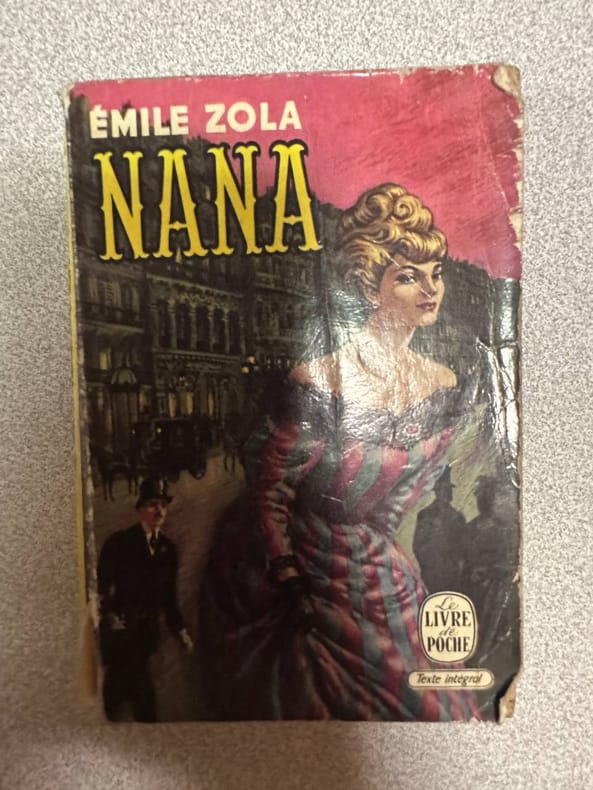 ÉMILE ZOLA
NANA
Le
LIVRE
de
POCHE
Texte intégral